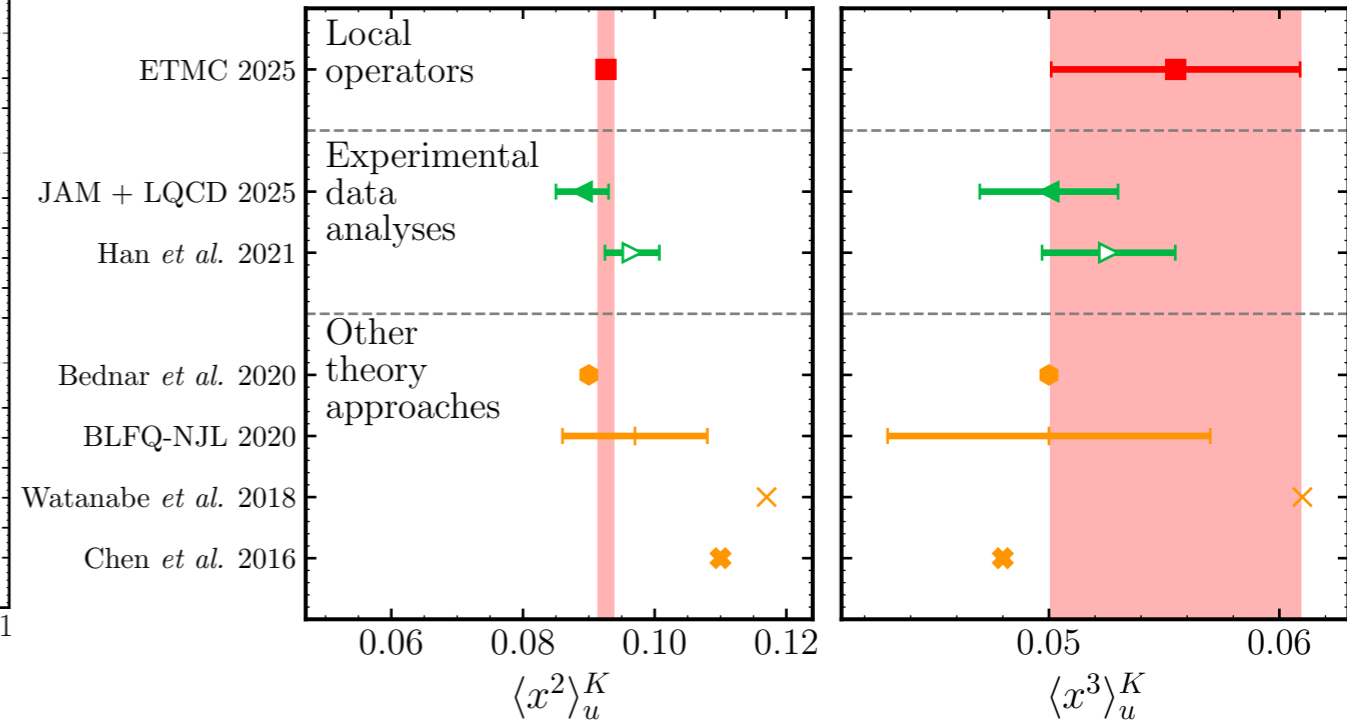 Local
operators
ETMC 2025
Experimental
data
analyses
JAM + LQCD 2025
Han et al. 2021
Other
theory
approaches
Bednar et al. 2020
BLFQ-NJL 2020
Watanabe et al. 2018
Chen et al. 2016
1
0.06 0.08 0.10 0.12
0.05 0.06
⟨x²⟩ᵤᴷ
⟨x³⟩ᵤᴷ